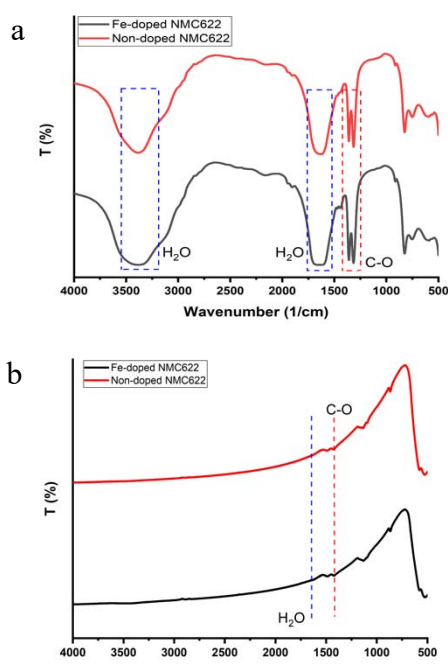 a
Fe-doped NMC622
Non-doped NMC622
T (%)
H₂O
H₂O
C-O
4000 3500 3000 2500 2000 1500 1000 500
Wavenumber (1/cm)
b
Fe-doped NMC622
Non-doped NMC622
C-O
T (%)
H₂O
4000 3500 3000 2500 2000 1500 1000 500